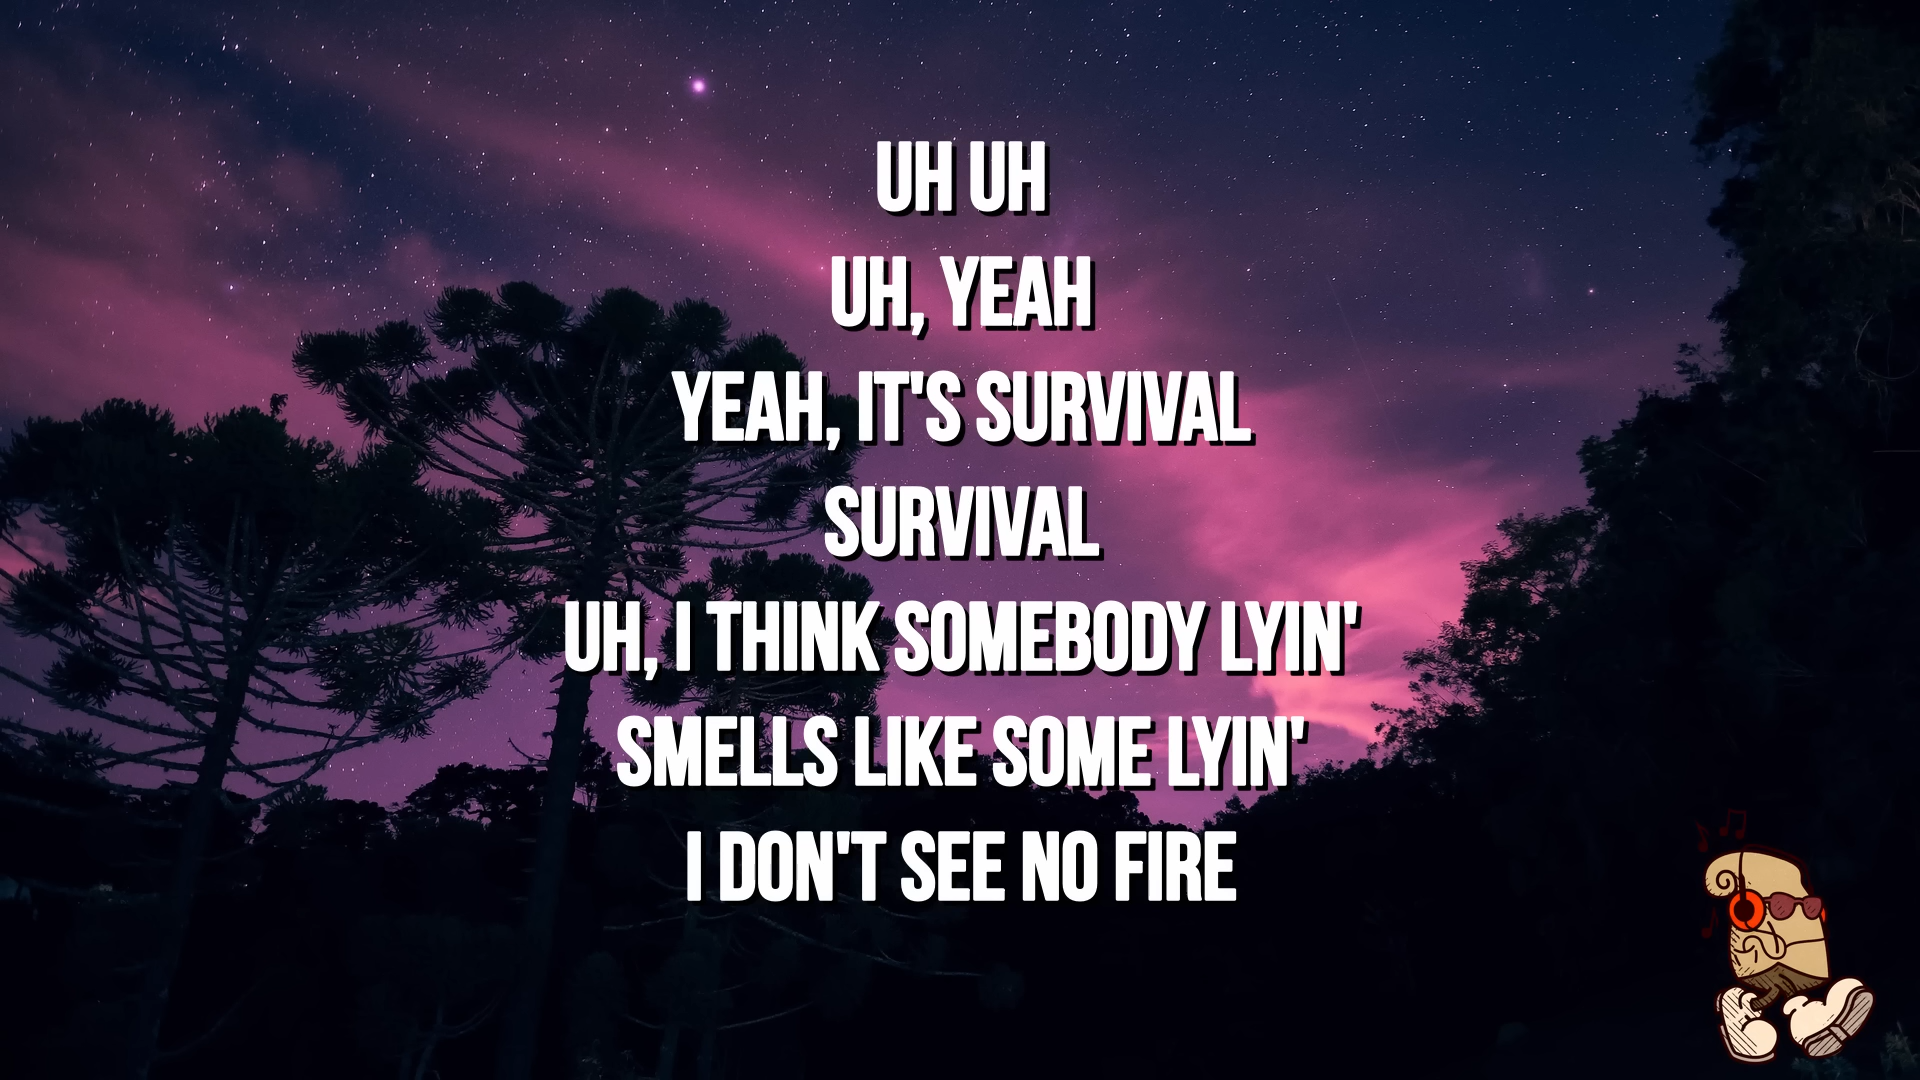 UH UH
UH, YEAH
YEAH, IT'S SURVIVAL
SURVIVAL
UH, I THINK SOMEBODY LYIN'
SMELLS LIKE SOME LYIN'
I DON'T SEE NO FIRE